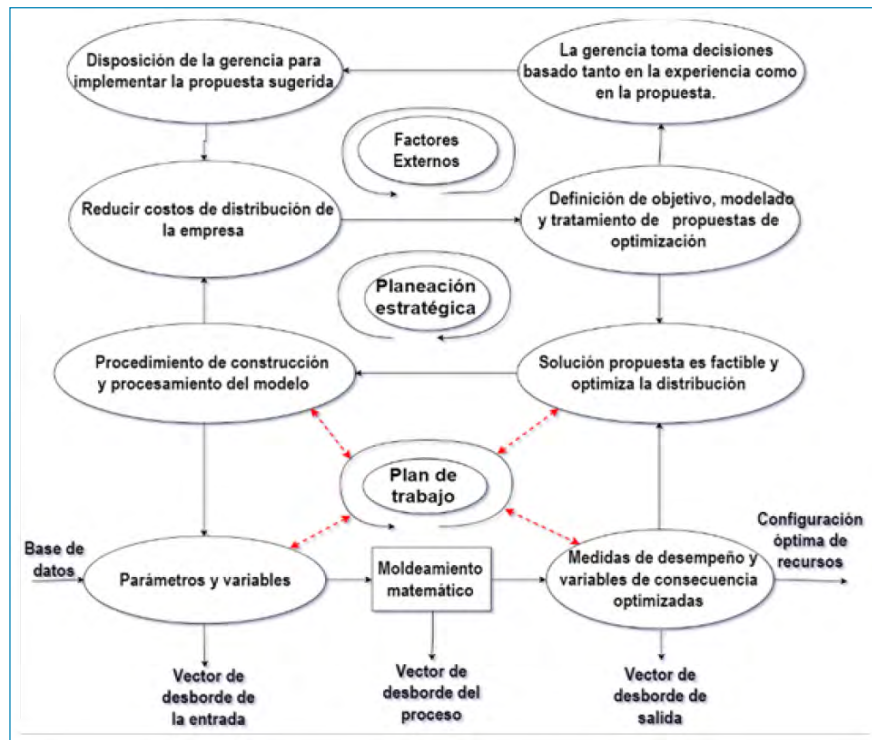 Disposición de la gerencia para
implementar la propuesta sugerida
La gerencia toma decisiones
basado tanto en la experiencia como
en la propuesta.
Factores
Externos
Reducir costos de distribución de
la empresa
Definición de objetivo, modelado
y tratamiento de propuestas de
optimización
Planeación
estratégica
Procedimiento de construcción
y procesamiento del modelo
Solución propuesta es factible y
optimiza la distribución
Plan de
trabajo
Base de
datos
Parámetros y variables
Moldeamiento
matemático
Medidas de desempeño y
variables de consecuencia
optimizadas
Configuración
óptima de
recursos
Vector de
desborde de
la entrada
Vector de
desborde del
proceso
Vector de
desborde de
salida